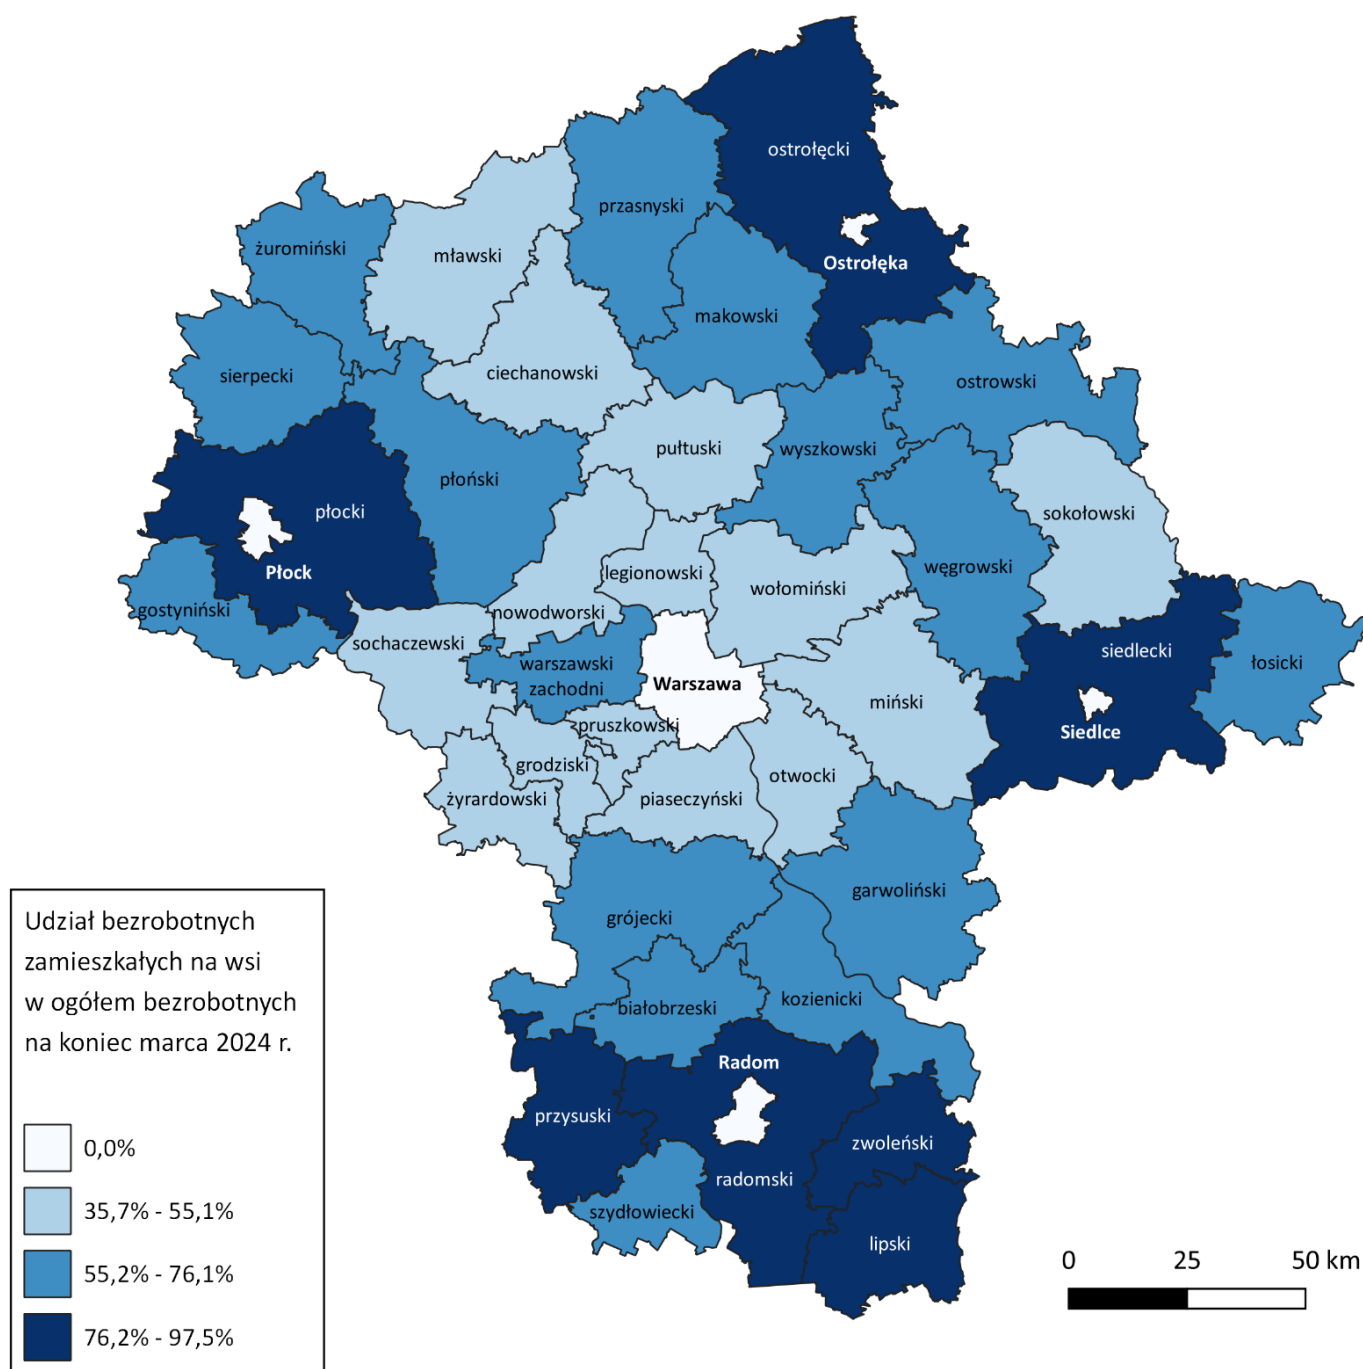 ostrołęcki
przasnyski
Ostrołęka
żuromiński
mławski
makowski
sierpecki
ciechanowski
ostrowski
pułtuski
wyszkowski
płoński
płocki
sokołowski
Płock
legionowski
wołomiński
węgrowski
gostyniński
nowodworski
sochaczewski
siedlecki
łosicki
warszawski
zachodni
Warszawa
miński
Siedlce
pruszkowski
grodziski
otwocki
żyrardowski
piaseczyński
garwoliński
grójecki
białobrzeski
kozienicki
Radom
przysuski
zwoleński
radomski
szydłowiecki
lipski
Udział bezrobotnych
zamieszkałych na wsi
w ogółem bezrobotnych
na koniec marca 2024 r.
0,0%
35,7% - 55,1%
55,2% - 76,1%
76,2% - 97,5%
0 25 50 km